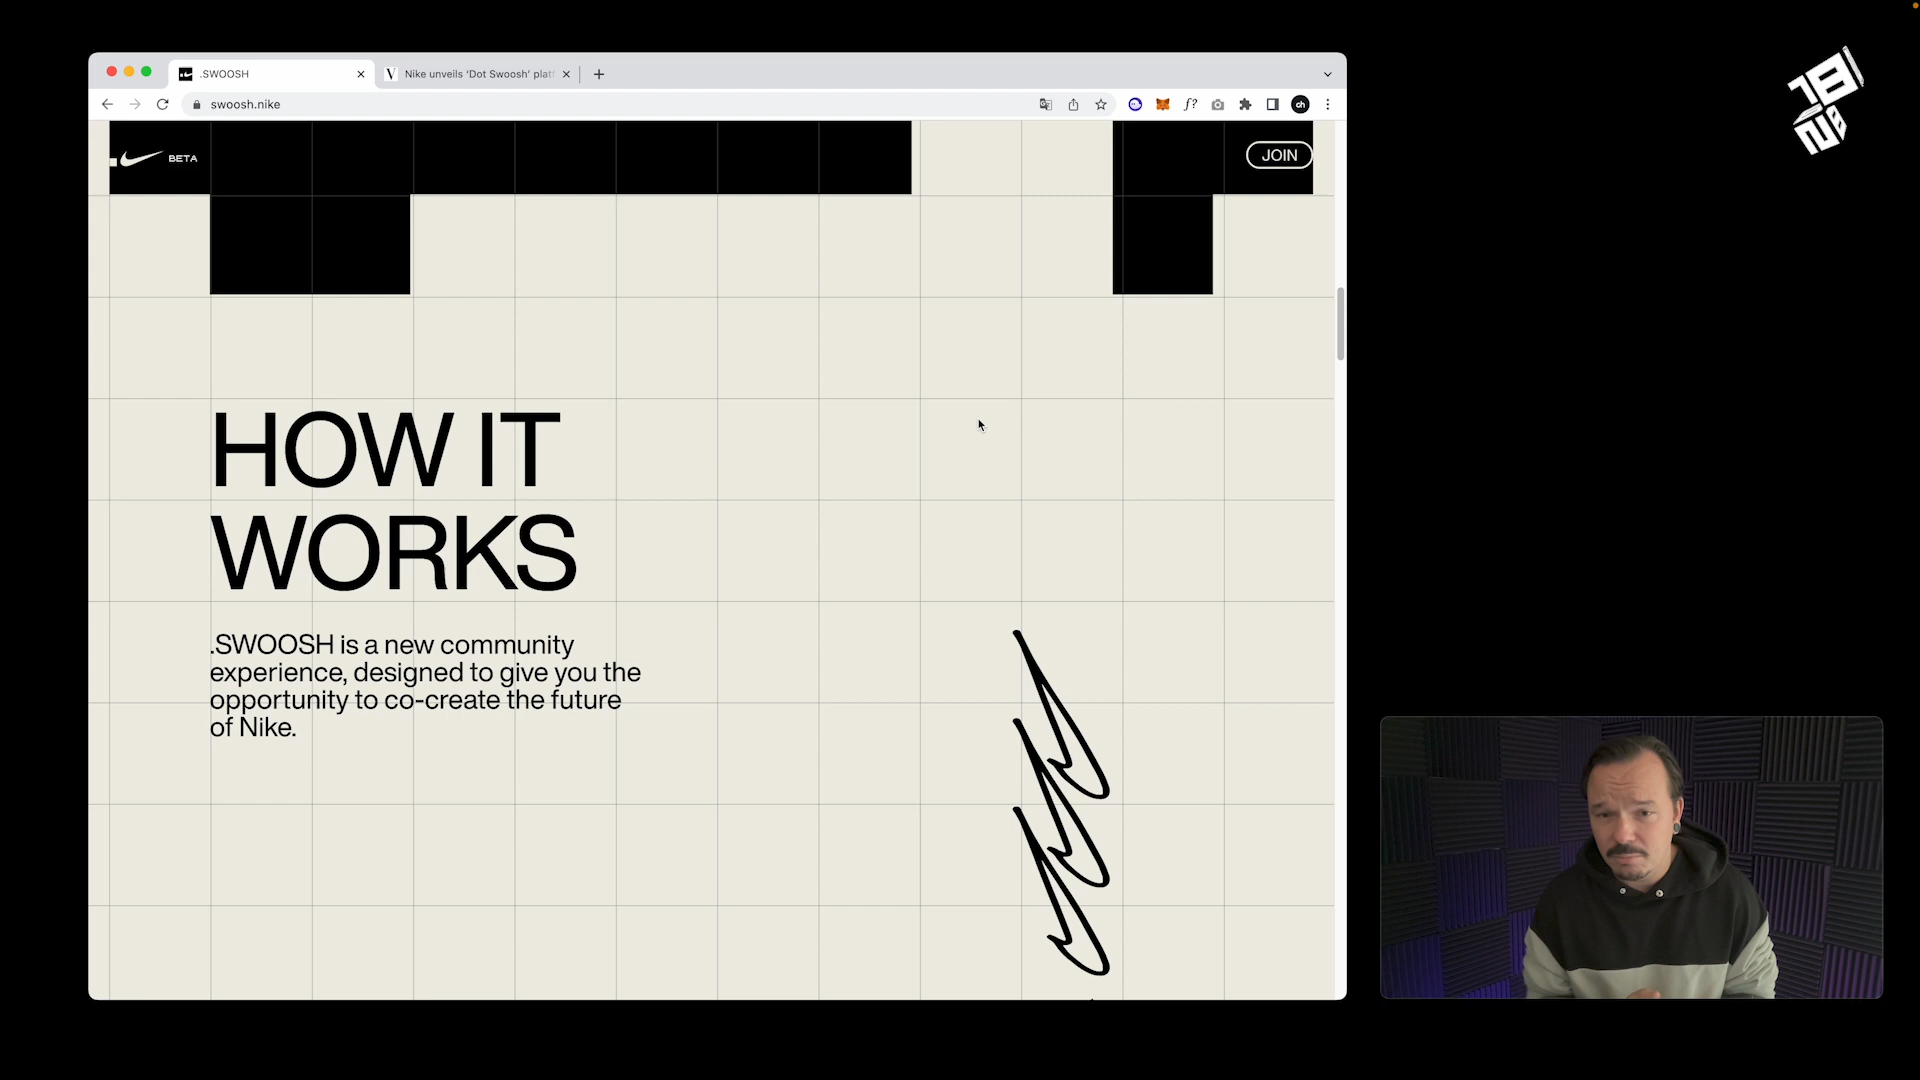 .SWOOSH
Nike unveils ‘Dot Swoosh’ plat
swoosh.nike
BETA
JOIN
HOW IT
WORKS
.SWOOSH is a new community
experience, designed to give you the
opportunity to co-create the future
of Nike.